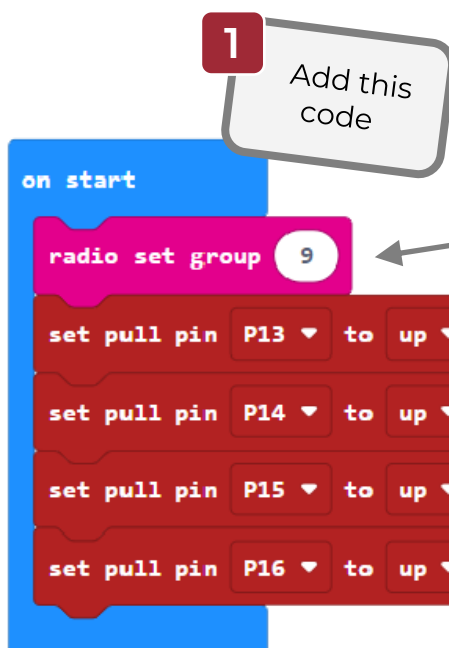 1
Add this
code
on start
radio set group 9
set pull pin P13 to up
set pull pin P14 to up
set pull pin P15 to up
set pull pin P16 to up